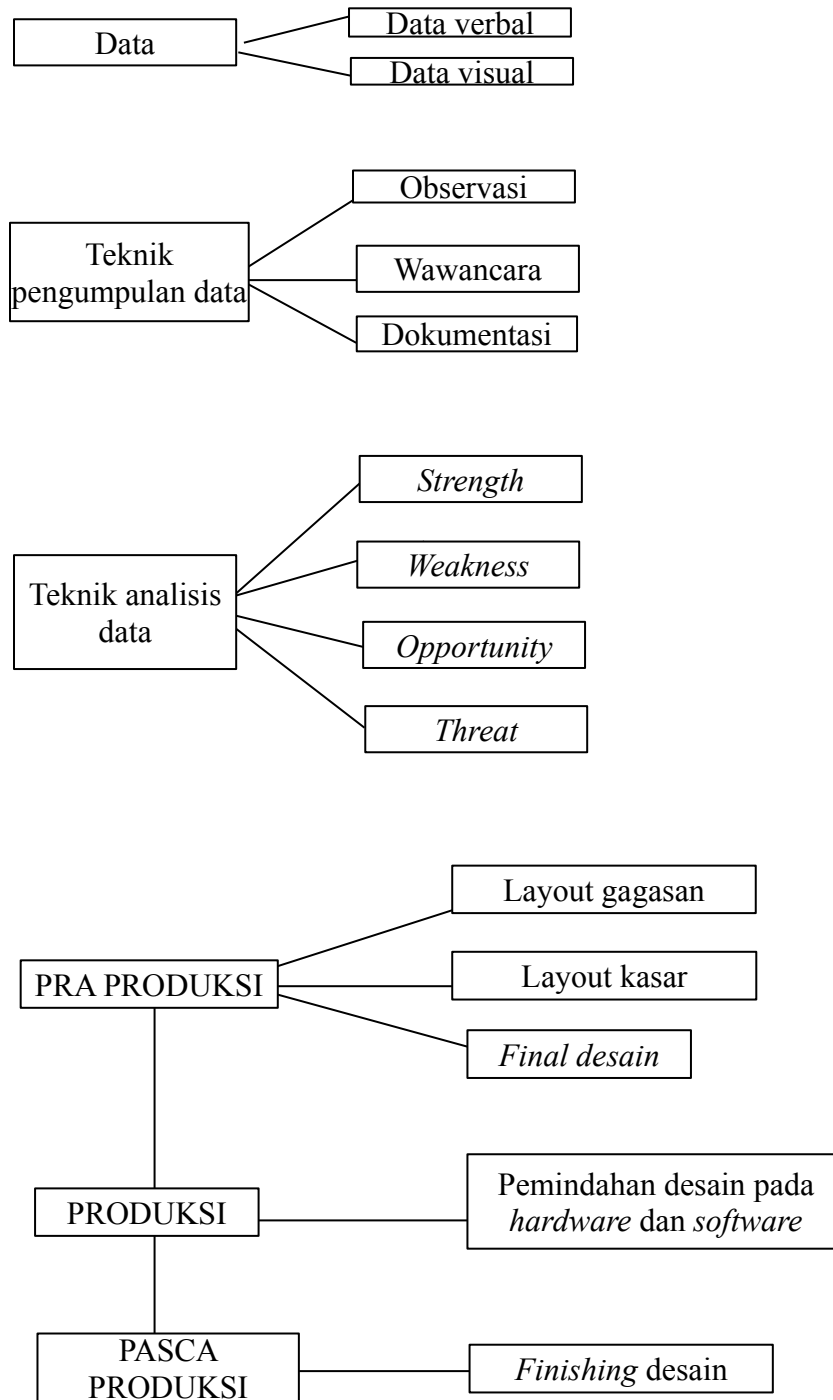 Data
Data verbal
Data visual
Teknik
pengumpulan data
Observasi
Wawancara
Dokumentasi
Teknik analisis
data
Strength
Weakness
Opportunity
Threat
PRA PRODUKSI
Layout gagasan
Layout kasar
Final desain
PRODUKSI
Pemindahan desain pada
hardware dan software
PASCA
PRODUKSI
Finishing desain